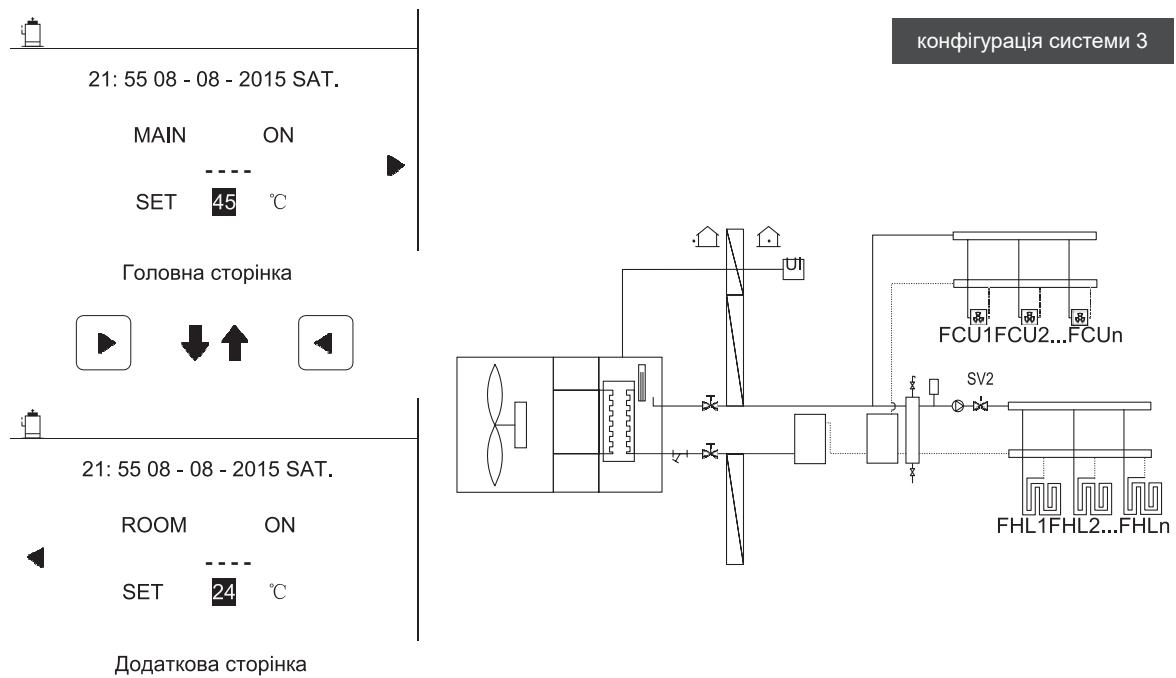 конфігурація системи 3
21: 55 08 - 08 - 2015 SAT.
MAIN ON
- - - -
SET 45 ℃
Головна сторінка
21: 55 08 - 08 - 2015 SAT.
ROOM ON
- - - -
SET 24 ℃
Додаткова сторінка
UI
FCU1FCU2...FCUn
SV2
FHL1FHL2...FHLn